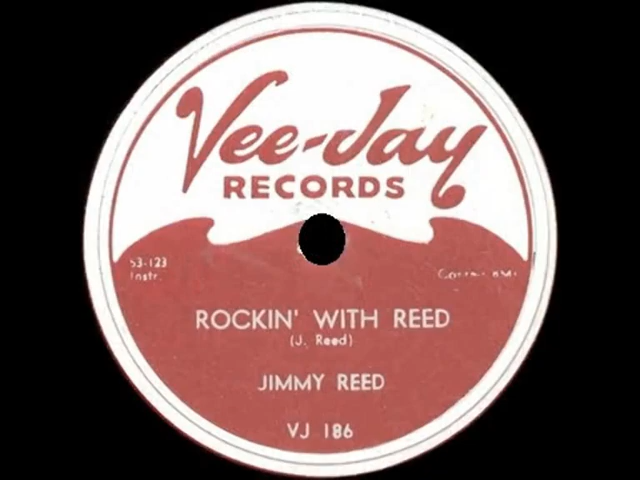 Vee-Jay
RECORDS
53-123
Instr.
ROCKIN' WITH REED
(J. Reed)
JIMMY REED
VJ 186